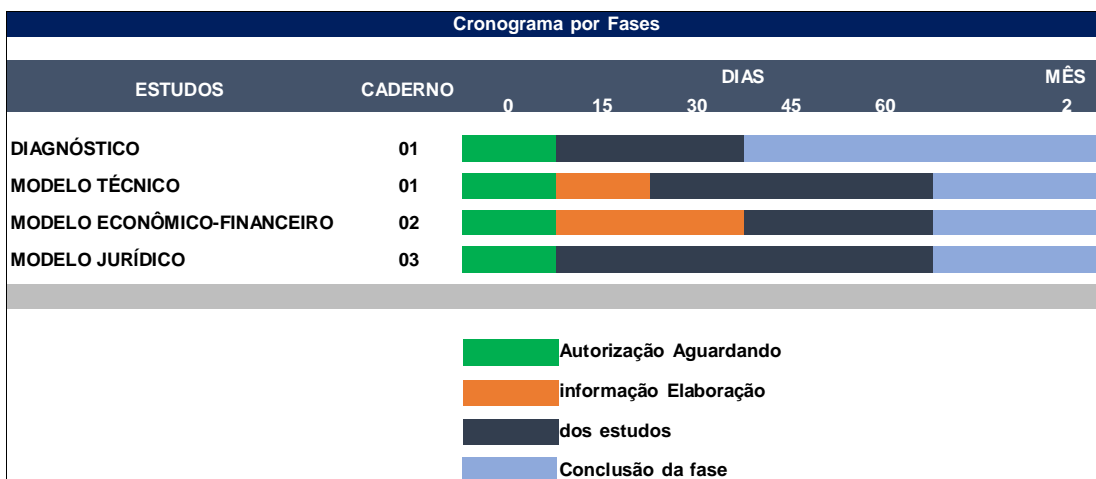 Cronograma por Fases
ESTUDOS CADERNO DIAS MÊS
0 15 30 45 60 2
DIAGNÓSTICO 01
MODELO TÉCNICO 01
MODELO ECONÔMICO-FINANCEIRO 02
MODELO JURÍDICO 03
Autorização Aguardando
informação Elaboração
dos estudos
Conclusão da fase